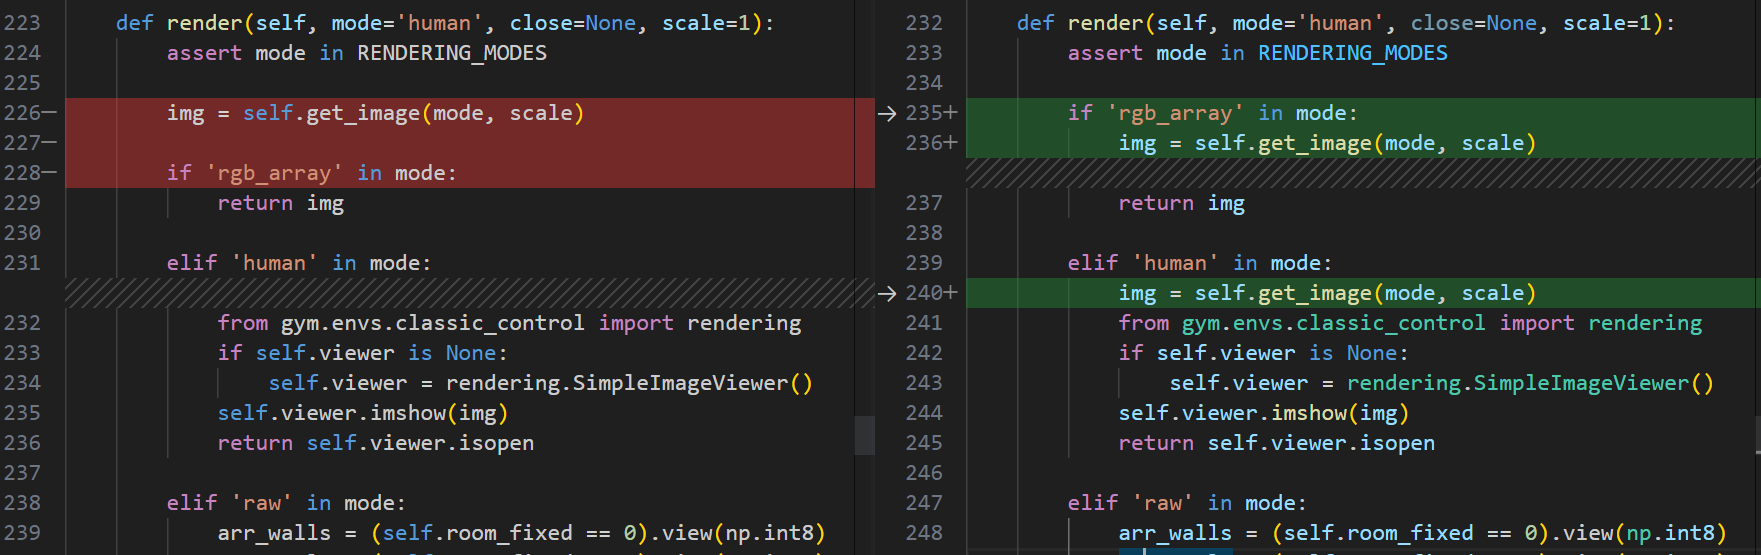 223 def render(self, mode='human', close=None, scale=1):
224 assert mode in RENDERING_MODES
225
226— img = self.get_image(mode, scale)
227—
228— if 'rgb_array' in mode:
229 return img
230
231 elif 'human' in mode:
232 from gym.envs.classic_control import rendering
233 if self.viewer is None:
234 self.viewer = rendering.SimpleImageViewer()
235 self.viewer.imshow(img)
236 return self.viewer.isopen
237
238 elif 'raw' in mode:
239 arr_walls = (self.room_fixed == 0).view(np.int8)
232 def render(self, mode='human', close=None, scale=1):
233 assert mode in RENDERING_MODES
234
→ 235+ if 'rgb_array' in mode:
236+ img = self.get_image(mode, scale)
237 return img
238
239 elif 'human' in mode:
→ 240+ img = self.get_image(mode, scale)
241 from gym.envs.classic_control import rendering
242 if self.viewer is None:
243 self.viewer = rendering.SimpleImageViewer()
244 self.viewer.imshow(img)
245 return self.viewer.isopen
246
247 elif 'raw' in mode:
248 arr_walls = (self.room_fixed == 0).view(np.int8)